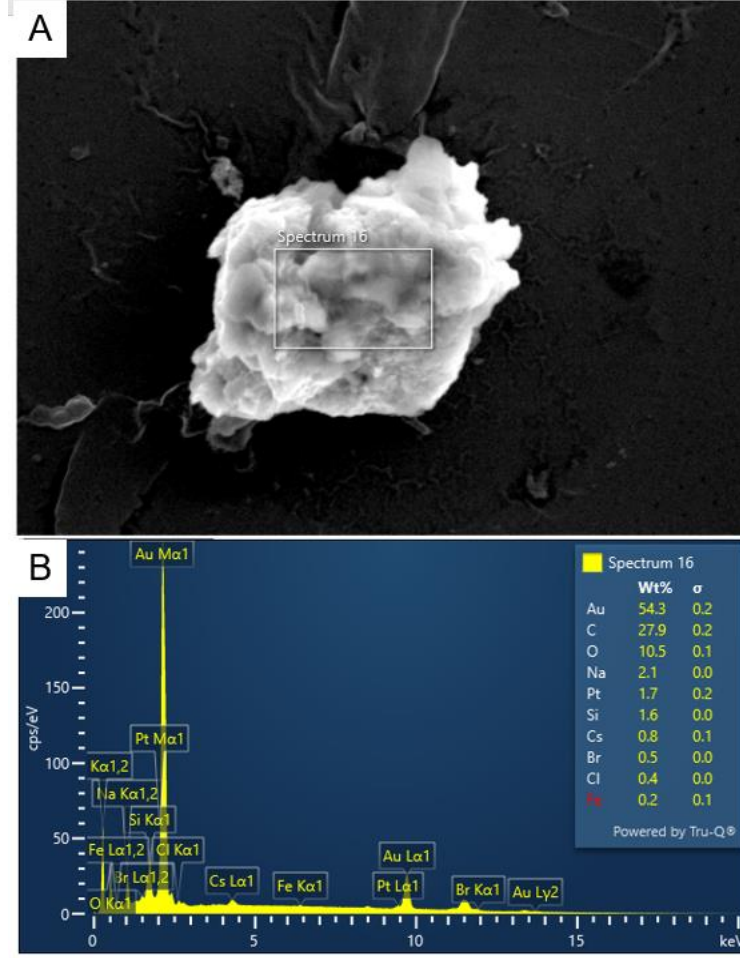 A
Spectrum 16
B
Au Mα1
Spectrum 16
Wt% σ
Au 54.3 0.2
C 27.9 0.2
O 10.5 0.1
Na 2.1 0.0
Pt 1.7 0.2
Si 1.6 0.0
Cs 0.8 0.1
Br 0.5 0.0
Cl 0.4 0.0
Fe 0.2 0.1
Powered by Tru-Q®
200
150
100
50
0
cps/eV
Pt Mα1
Kα1,2
Na Kα1,2
Si Kα1
Fe Lα1,2
Cl Kα1
Br Lα1,2
O Kα1
Cs Lα1
Fe Kα1
Au Lα1
Pt Lα1
Br Kα1
Au Lγ2
0 5 10 15 keV